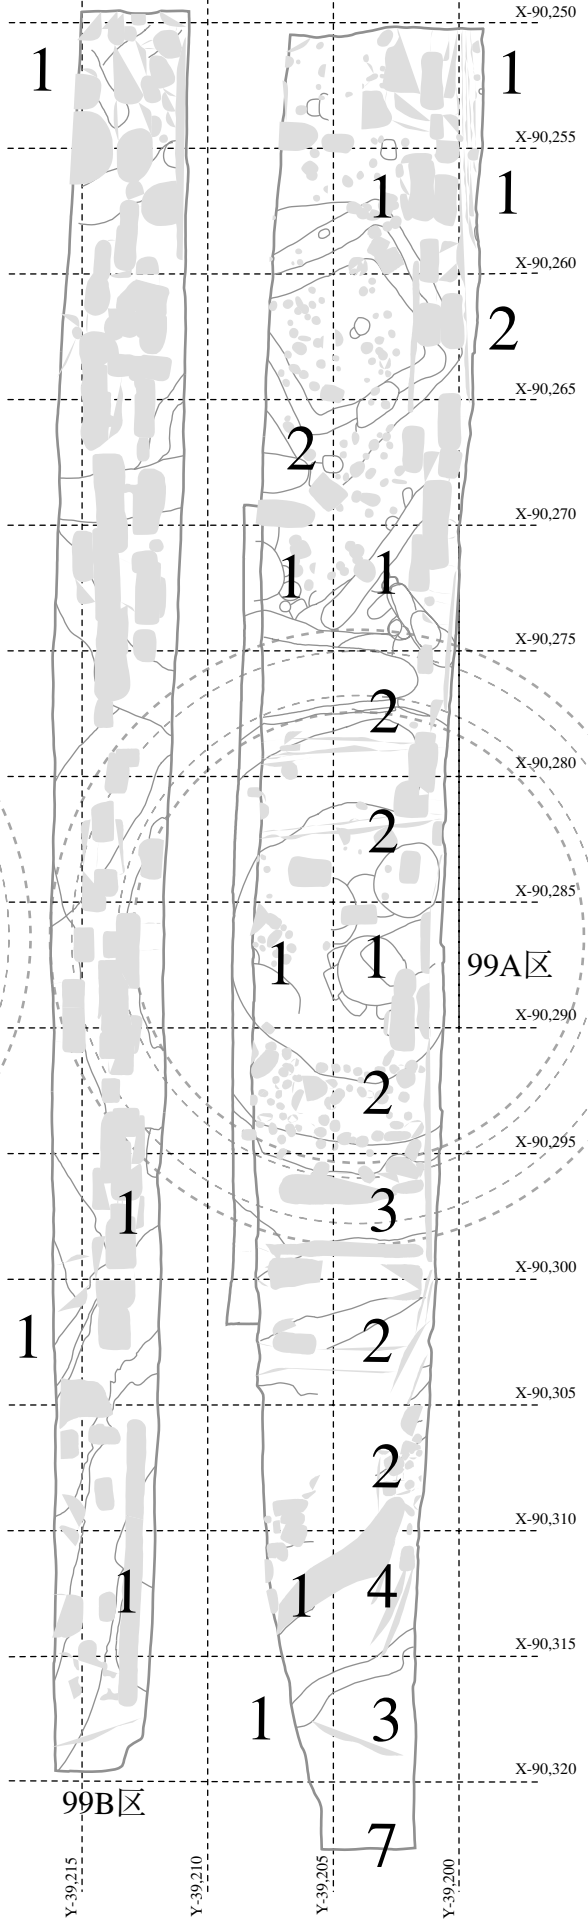 X-90,250
1 1
X-90,255
1 1
X-90,260
2
X-90,265
2
X-90,270
1 1
X-90,275
2
X-90,280
2
X-90,285
1 1
99A区
X-90,290
2
X-90,295
1 3
X-90,300
1 2
X-90,305
2
X-90,310
1 1 4
X-90,315
1 3
X-90,320
99B区
7
Y-39,215
Y-39,210
Y-39,205
Y-39,200